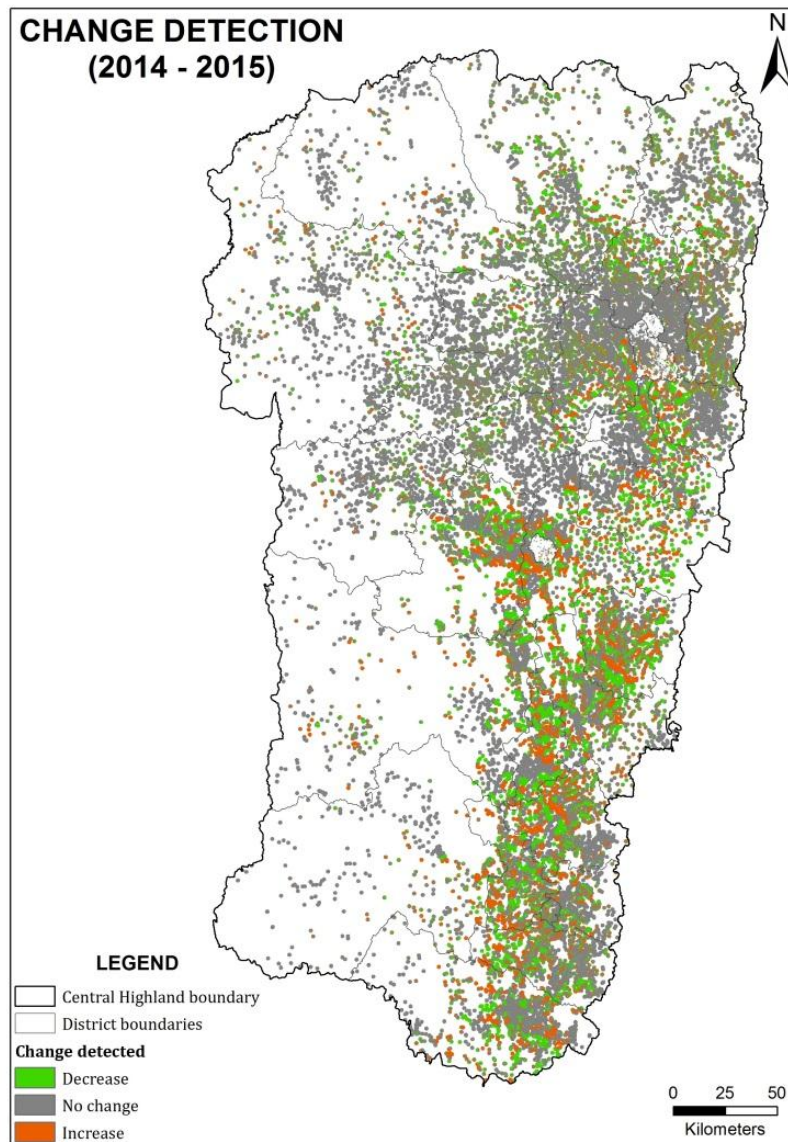 CHANGE DETECTION
(2014 - 2015)
N
LEGEND
Central Highland boundary
District boundaries
Change detected
Decrease
No change
Increase
0 25 50
Kilometers